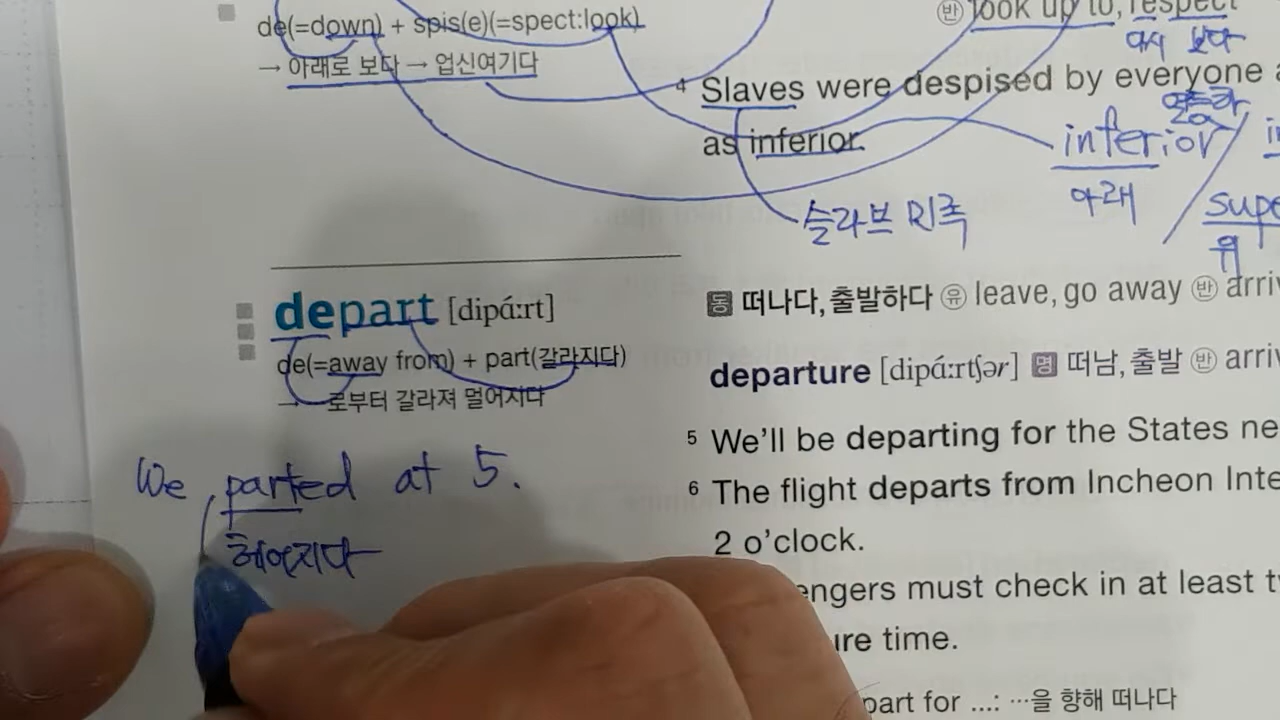 de(=down) + spis(e)(=spect:look)
→ 아래로 보다 → 업신여기다
반 look up to, respect
다시 보다
4 Slaves were despised by everyone
as inferior.
inferior
아래
슬라브 민족
위
depart [dipá:rt]
de(=away from) + part(갈라지다)
→ 로부터 갈라져 멀어지다
동 떠나다, 출발하다 유 leave, go away 반
departure [dipá:rtʃər] 명 떠남, 출발 반
5 We'll be departing for the States
6 The flight departs from Incheon
2 o'clock.
engers must check in at least
ure time.
part for ...: …을 향해 떠나다
We parted at 5.
헤어지다